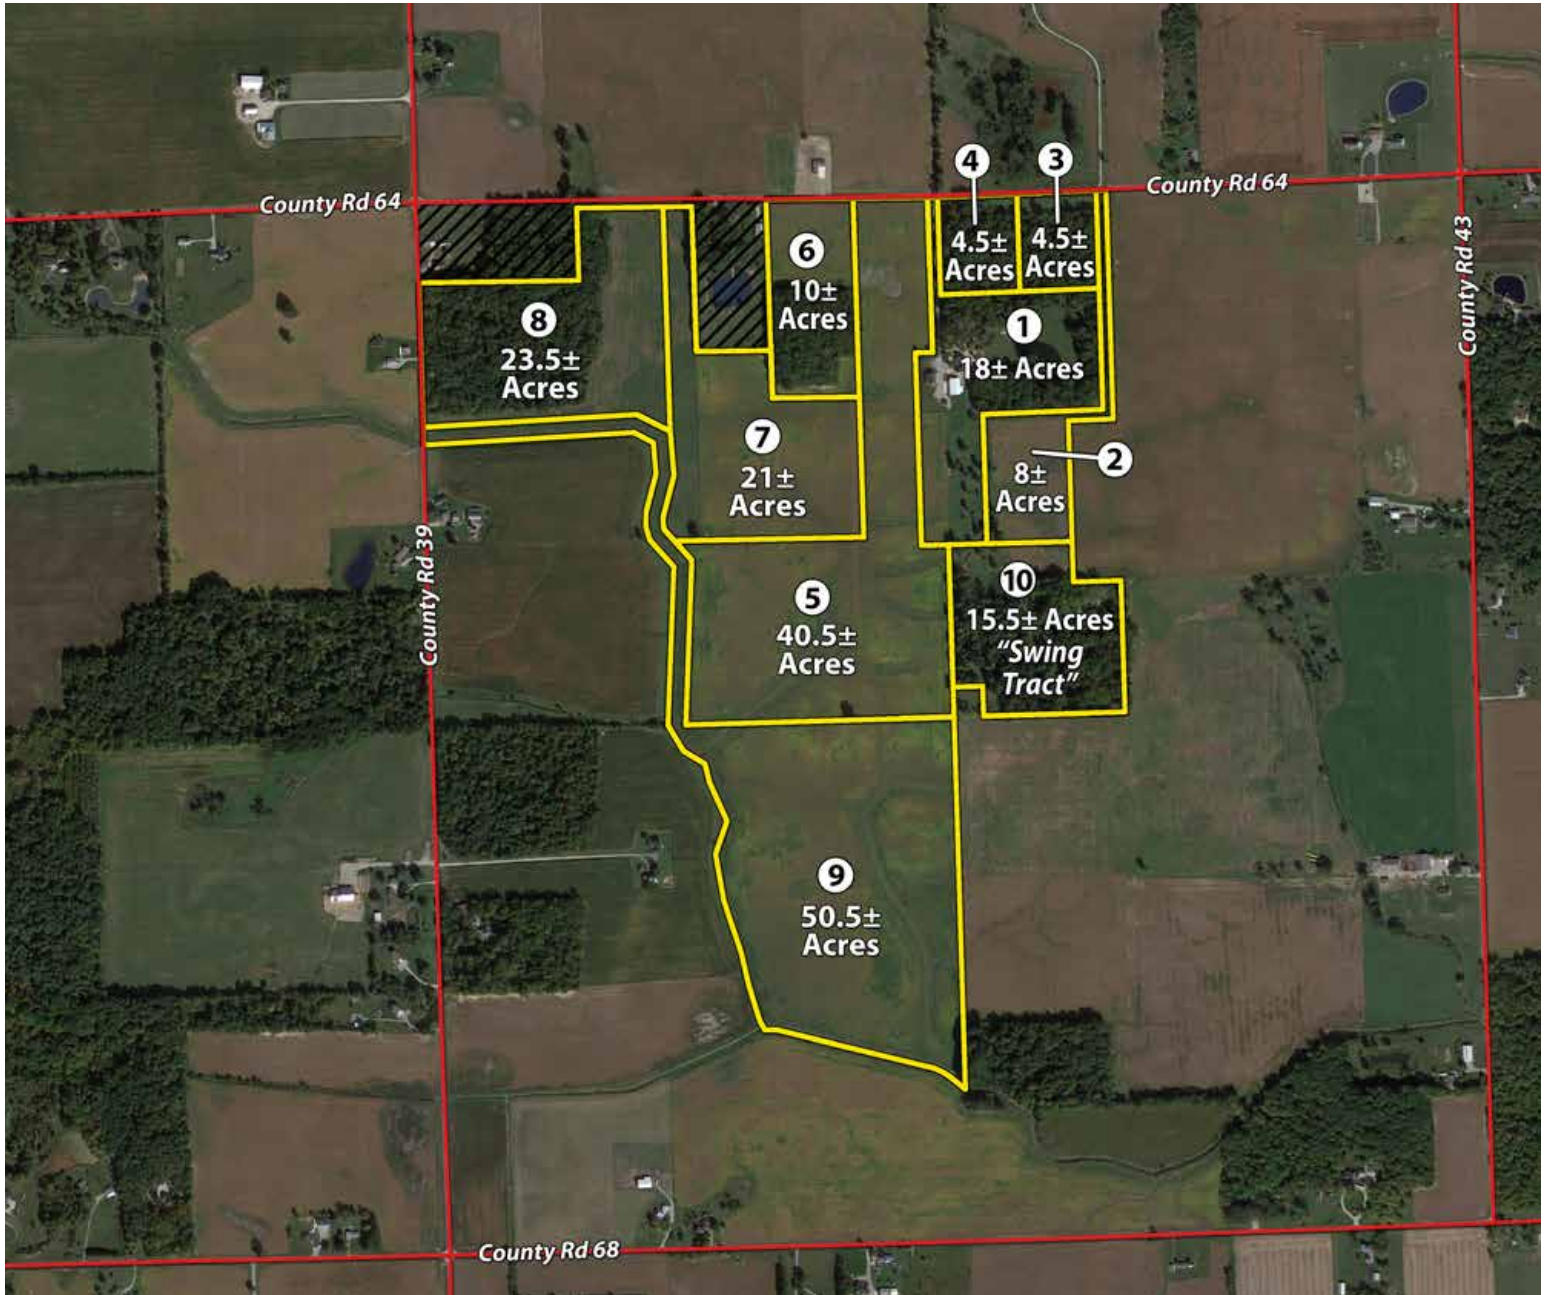 County Rd 64
County Rd 64
4
3
4.5±
Acres
4.5±
Acres
6
10±
Acres
8
23.5±
Acres
1
18± Acres
County Rd 43
7
21±
Acres
2
8±
Acres
County Rd 39
5
40.5±
Acres
10
15.5± Acres
“Swing
Tract”
9
50.5±
Acres
County Rd 68